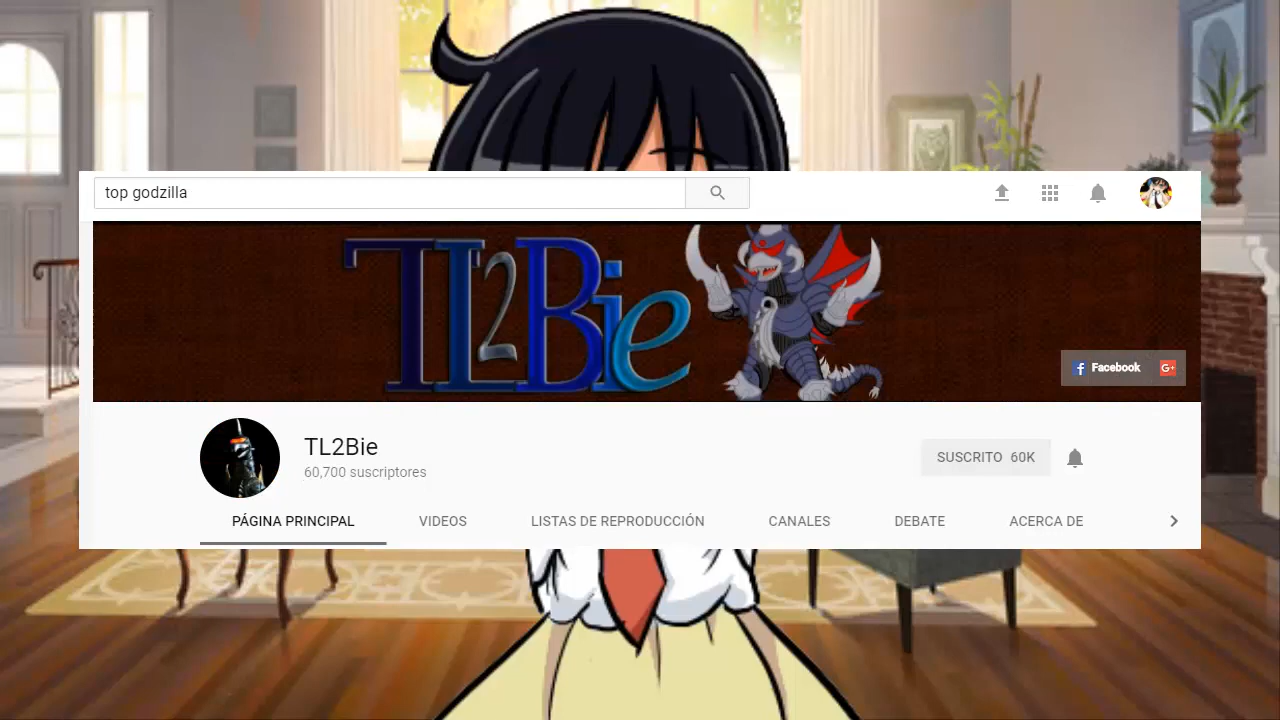 top godzilla
TL2Bie
Facebook
G+
TL2Bie
60,700 suscriptores
SUSCRITO 60K
PÁGINA PRINCIPAL VIDEOS LISTAS DE REPRODUCCIÓN CANALES DEBATE ACERCA DE